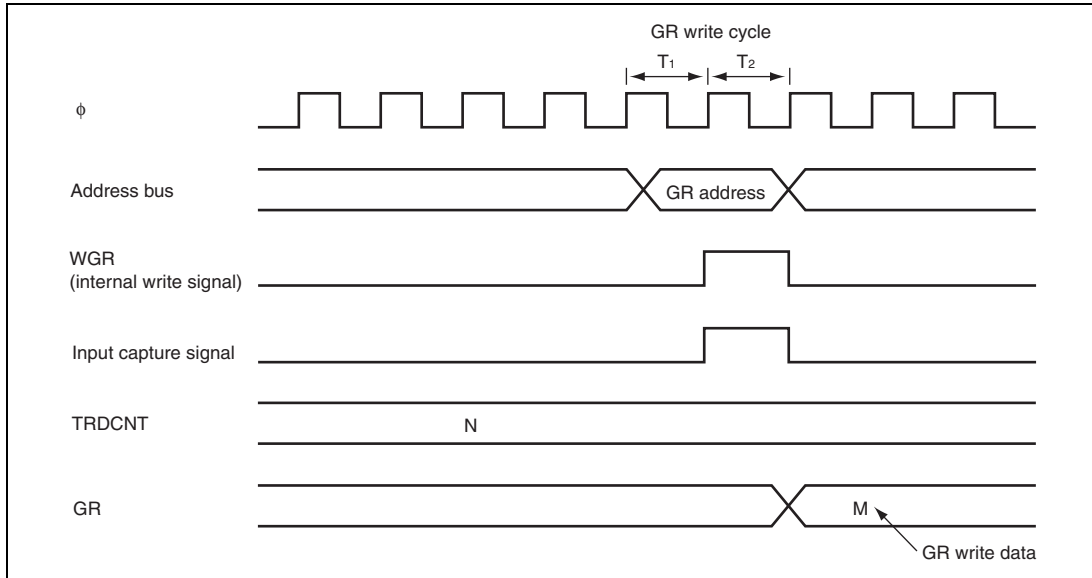 GR write cycle
T1 T2
ϕ
Address bus
GR address
WGR
(internal write signal)
Input capture signal
TRDCNT
N
GR
M
GR write data